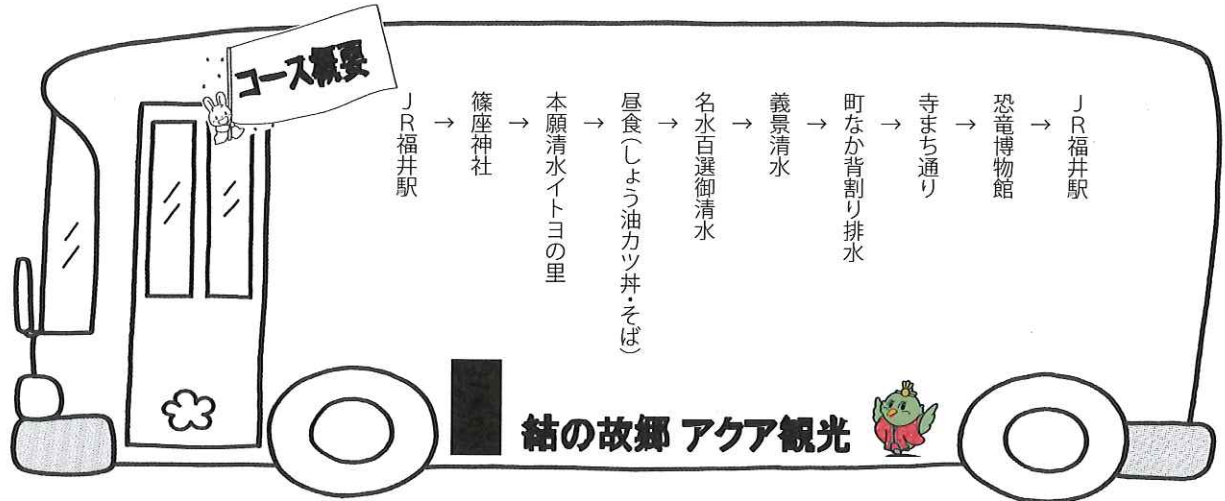 コース概要
JR福井駅
→
篠座神社
→
本願清水イトヨの里
→
昼食(しょう油カツ丼・そば)
→
名水百選御清水
→
義景清水
→
町なか背割り排水
→
寺まち通り
→
恐竜博物館
→
JR福井駅
結の故郷 アクア観光